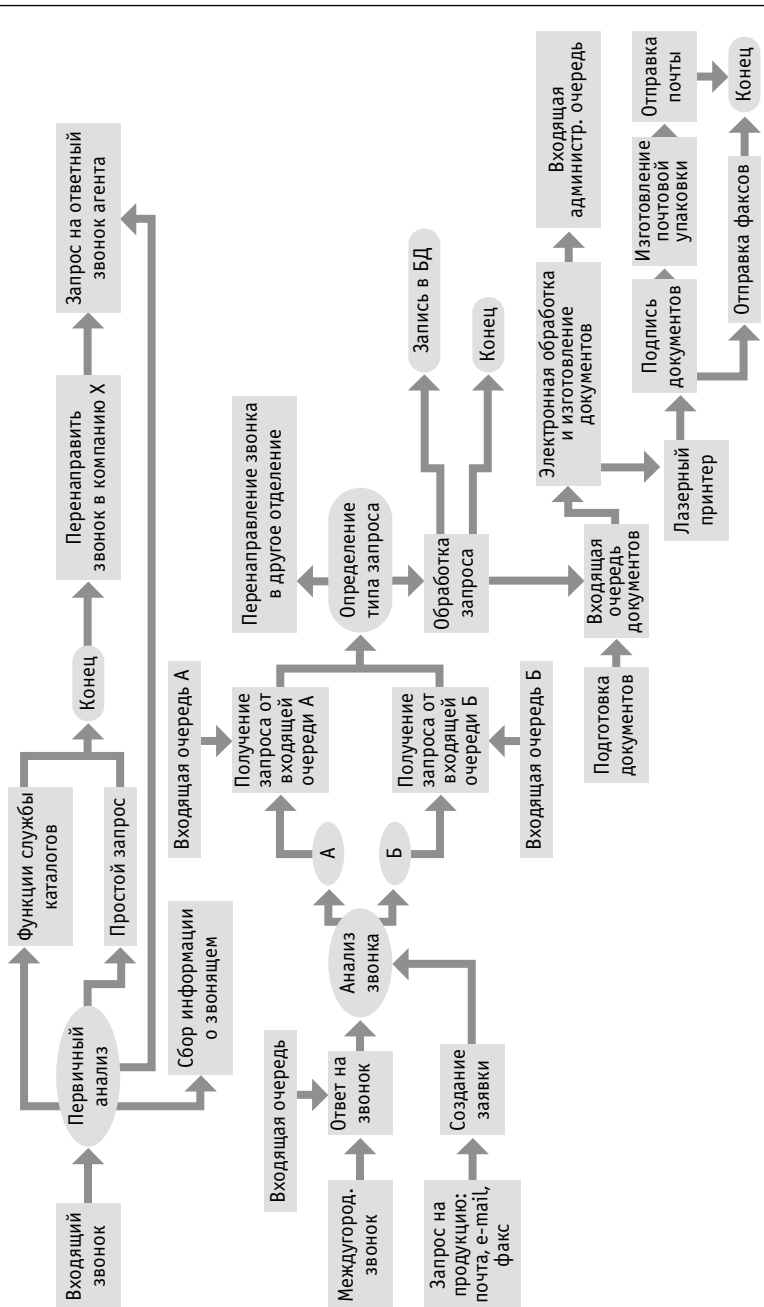 Входящий
звонок
Первичный
анализ
Функции службы
каталогов
Простой запрос
Сбор информации
о звонящем
Конец
Перенаправить
звонок в компанию X
Запрос на ответный
звонок агента
Междугород.
звонок
Входящая очередь
Ответ на
звонок
Запрос на
продукцию:
почта, e-mail,
факс
Создание
заявки
Анализ
звонка
А
Б
Входящая очередь А
Получение
запроса от
входящей
очереди А
Получение
запроса от
входящей
очереди Б
Входящая очередь Б
Перенаправление звонка
в другое отделение
Определение
типа запроса
Обработка
запроса
Запись в БД
Конец
Подготовка
документов
Входящая
очередь
документов
Электронная обработка
и изготовление
документов
Входящая
администр. очередь
Лазерный
принтер
Подпись
документов
Изготовление
почтовой
упаковки
Отправка
почты
Отправка факсов
Конец